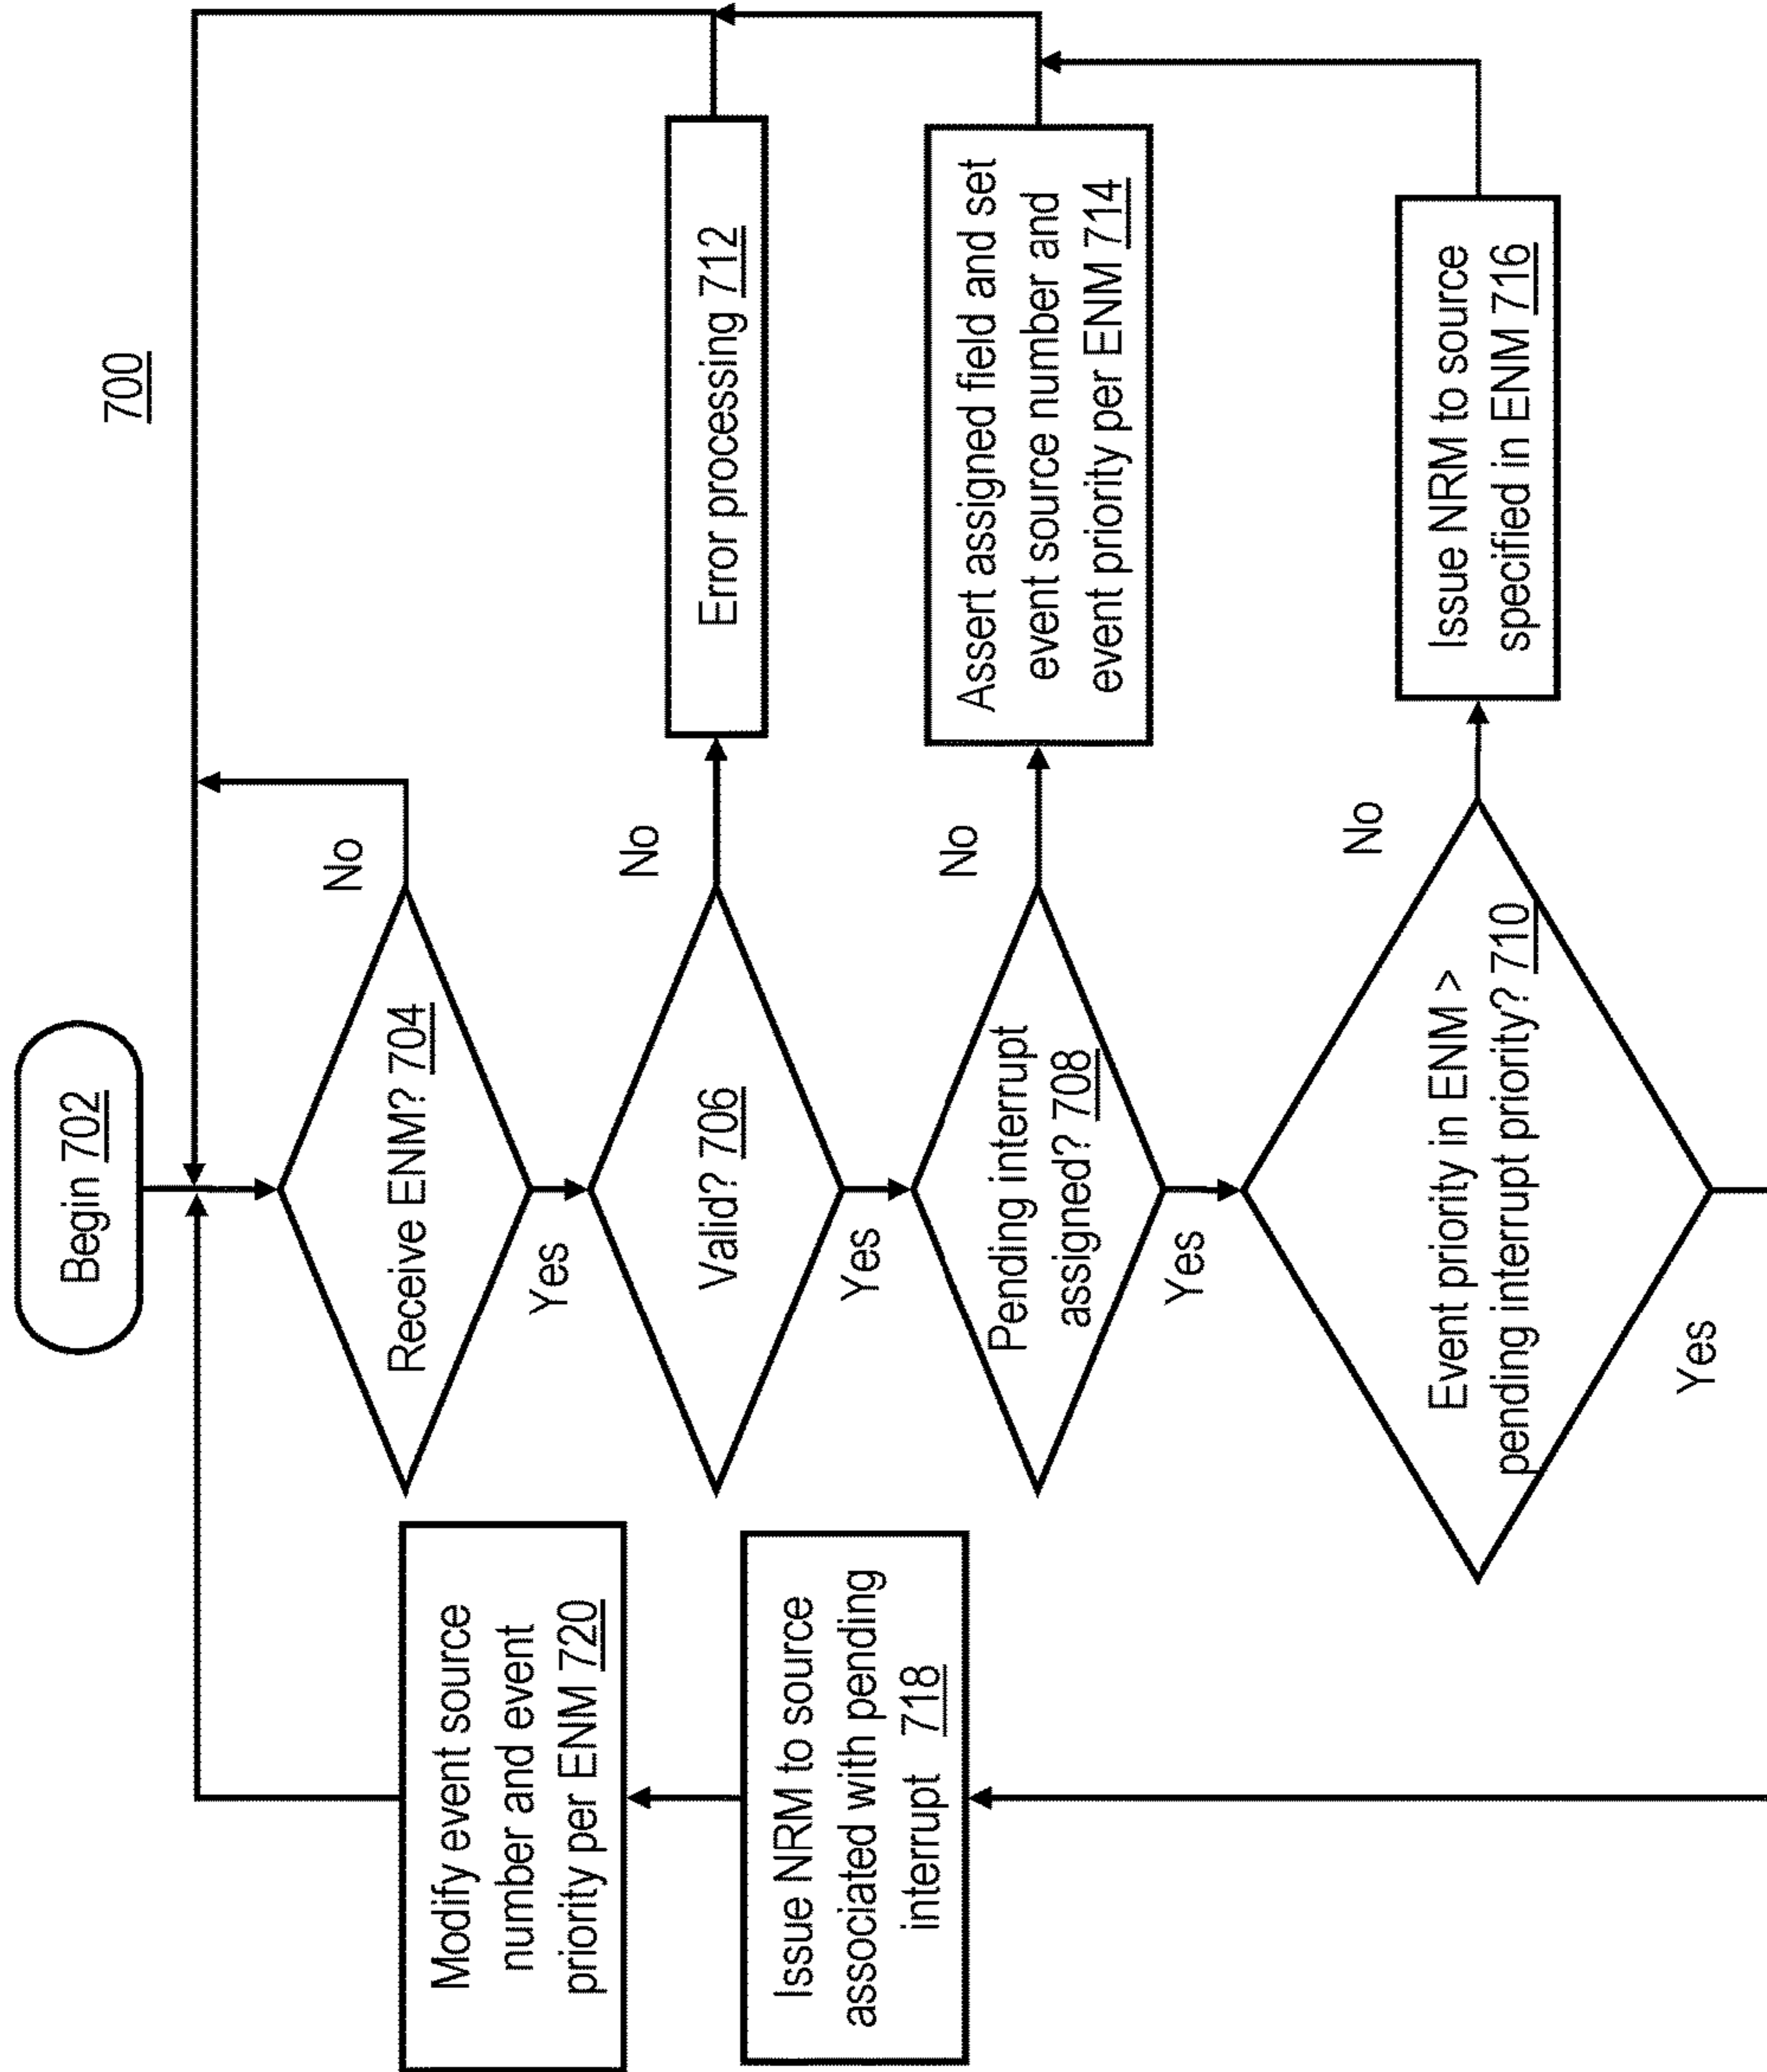 700
Begin 702
Receive ENM? 704
No
Yes
Valid? 706
No
Yes
Error processing 712
Pending interrupt
assigned? 708
No
Yes
Assert assigned field and set
event source number and
event priority per ENM 714
Event priority in ENM >
pending interrupt priority? 710
No
Yes
Issue NRM to source
specified in ENM 716
Issue NRM to source
associated with pending
interrupt 718
Modify event source
number and event
priority per ENM 720